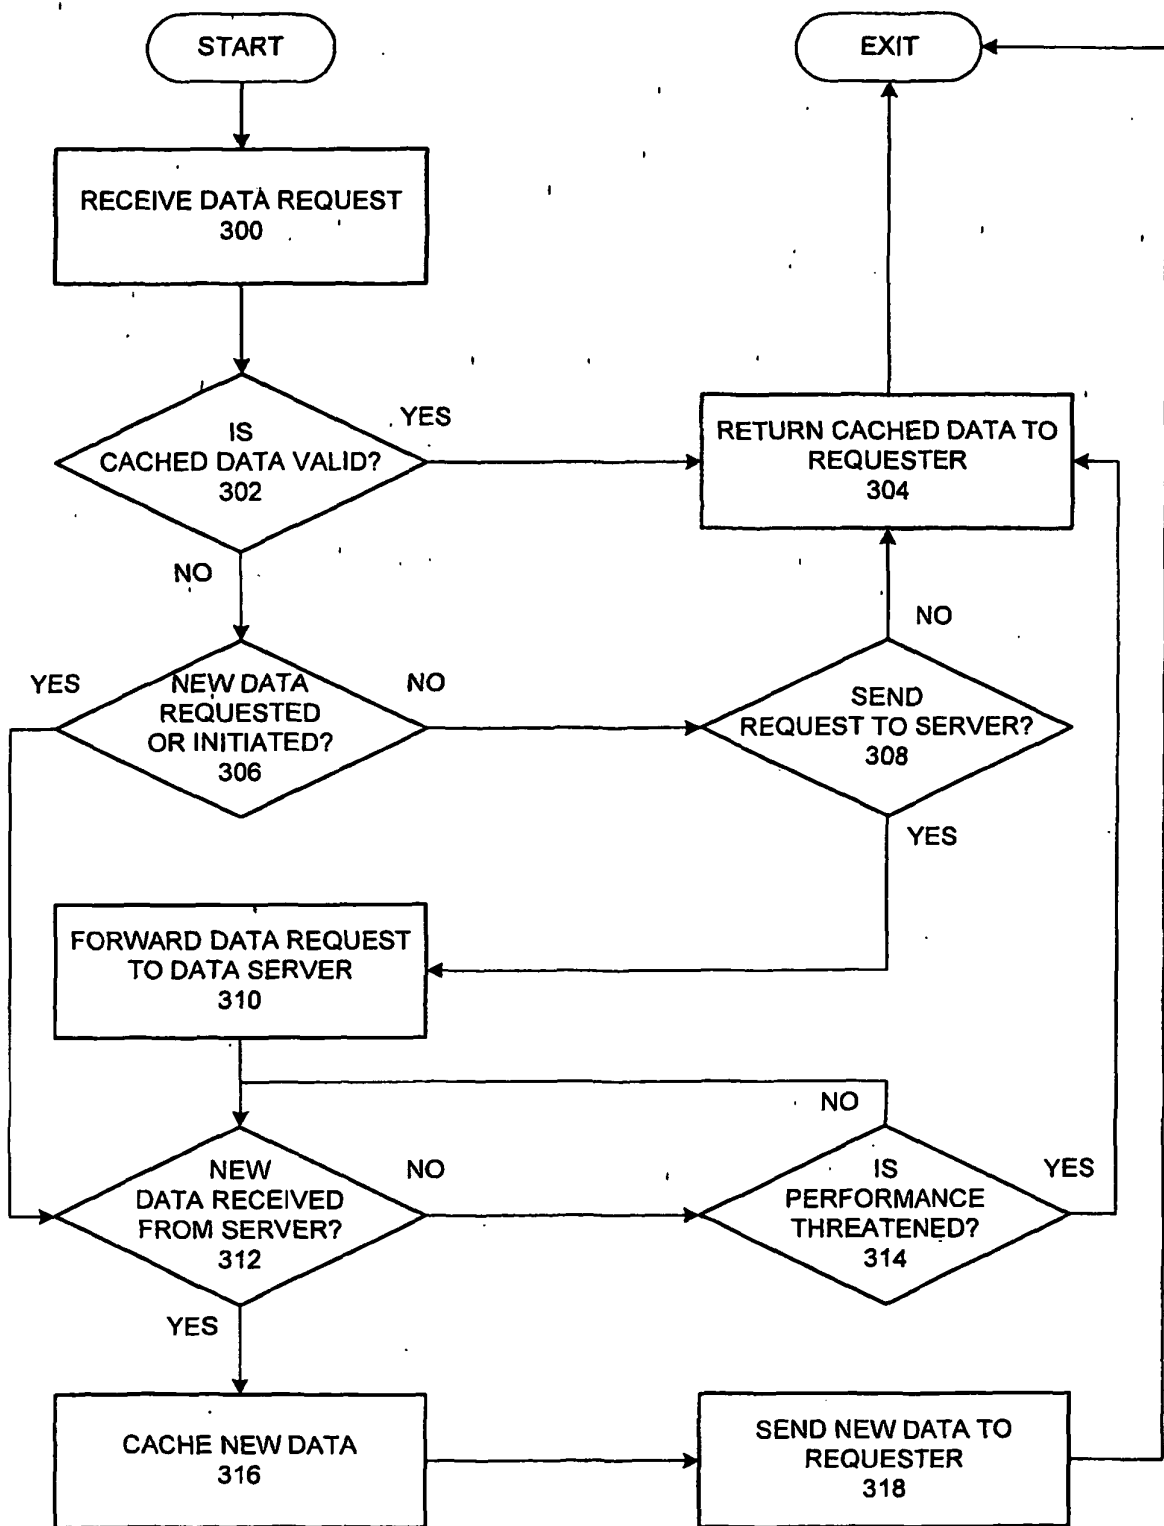 START
EXIT
RECEIVE DATA REQUEST
300
IS
CACHED DATA VALID?
302
YES
NO
RETURN CACHED DATA TO
REQUESTER
304
YES
NEW DATA
REQUESTED
OR INITIATED?
306
NO
NO
SEND
REQUEST TO SERVER?
308
YES
FORWARD DATA REQUEST
TO DATA SERVER
310
NEW
DATA RECEIVED
FROM SERVER?
312
NO
YES
NO
IS
PERFORMANCE
THREATENED?
314
YES
CACHE NEW DATA
316
SEND NEW DATA TO
REQUESTER
318